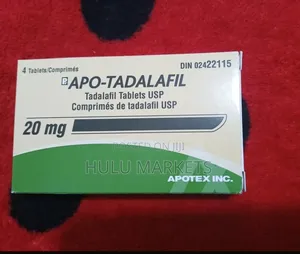 4 Tablets/Comprimés
DIN 02422115
APO-TADALAFIL
Tadalafil Tablets USP
Comprimés de tadalafil USP
20 mg
HULU MARKETS
APOTEX INC.